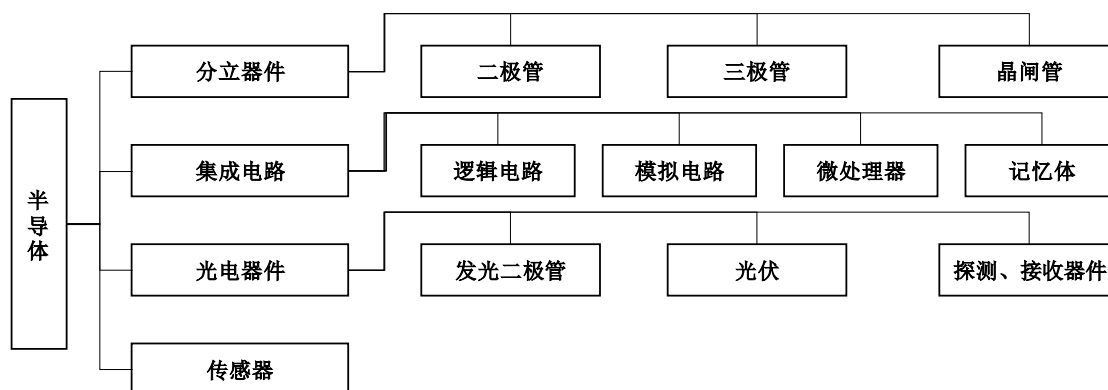 半导体
分立器件
二极管
三极管
晶闸管
集成电路
逻辑电路
模拟电路
微处理器
记忆体
光电器件
发光二极管
光伏
探测、接收器件
传感器